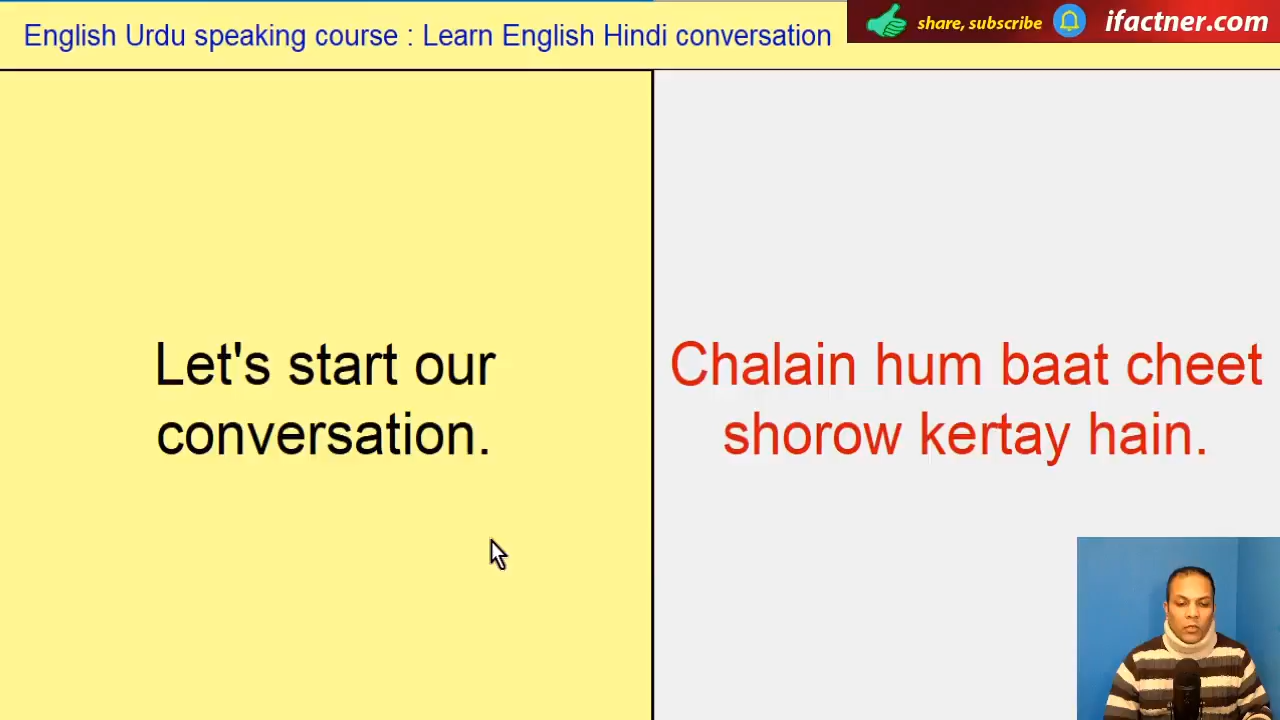 English Urdu speaking course : Learn English Hindi conversation
share, subscribe
ifactner.com
Let's start our
conversation.
Chalain hum baat cheet
shorow kertay hain.